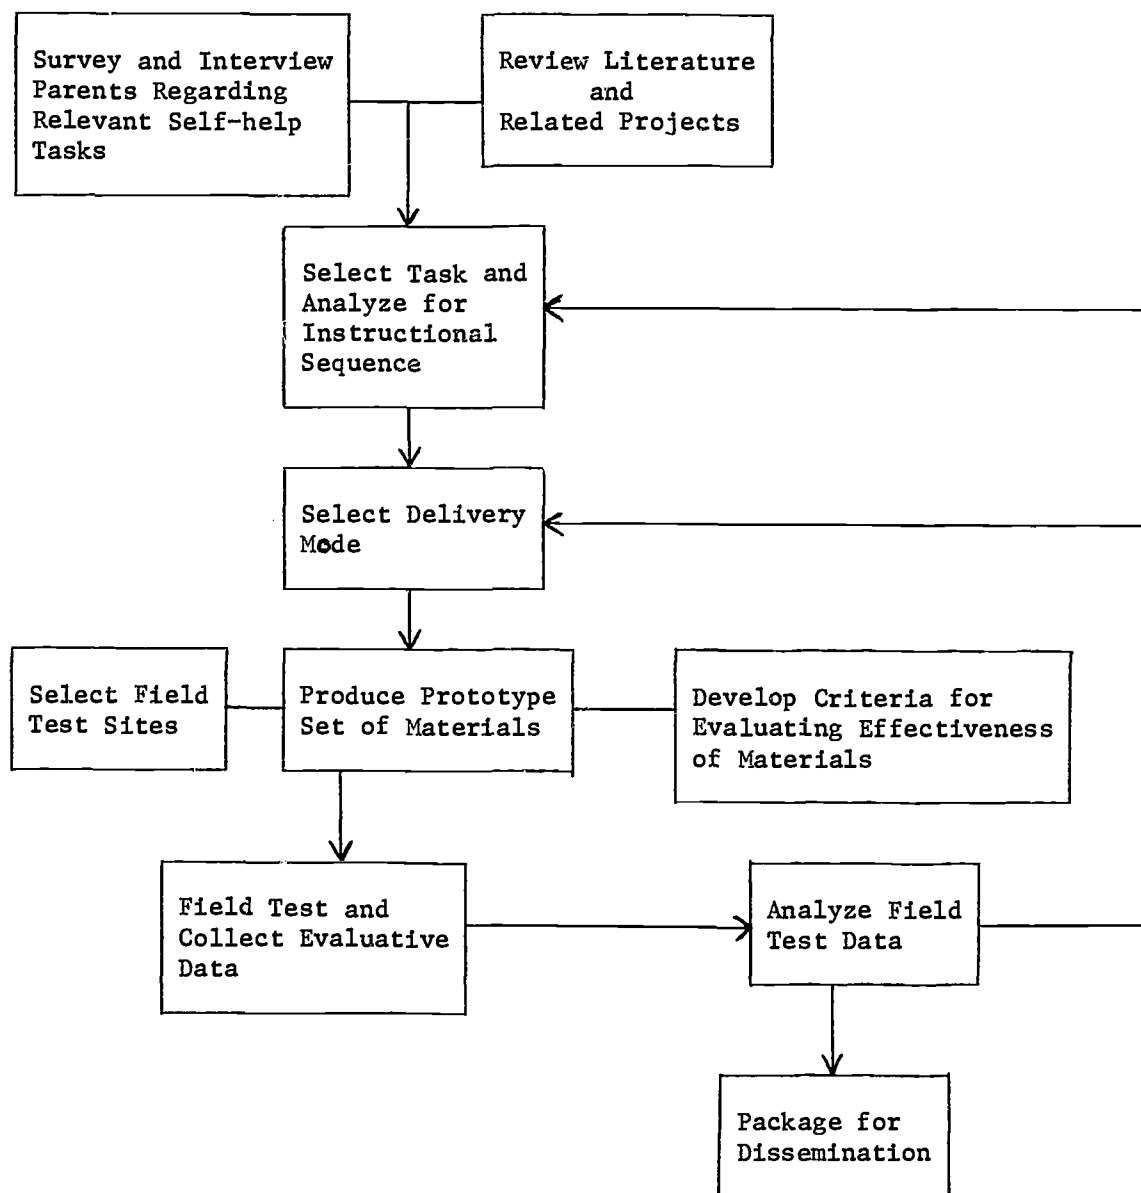 Survey and Interview
Parents Regarding
Relevant Self-help
Tasks
Review Literature
and
Related Projects
Select Task and
Analyze for
Instructional
Sequence
Select Delivery
Mode
Select Field
Test Sites
Produce Prototype
Set of Materials
Develop Criteria for
Evaluating Effectiveness
of Materials
Field Test and
Collect Evaluative
Data
Analyze Field
Test Data
Package for
Dissemination